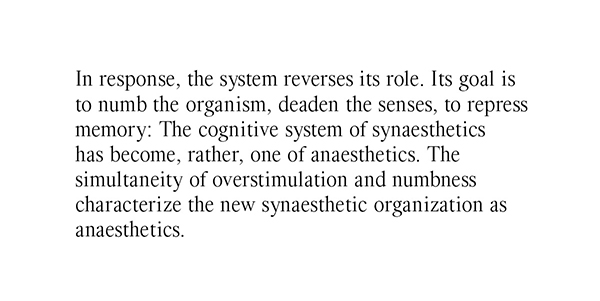 In response, the system reverses its role. Its goal is
to numb the organism, deaden the senses, to repress
memory: The cognitive system of synaesthetics
has become, rather, one of anaesthetics. The
simultaneity of overstimulation and numbness
characterize the new synaesthetic organization as
anaesthetics.